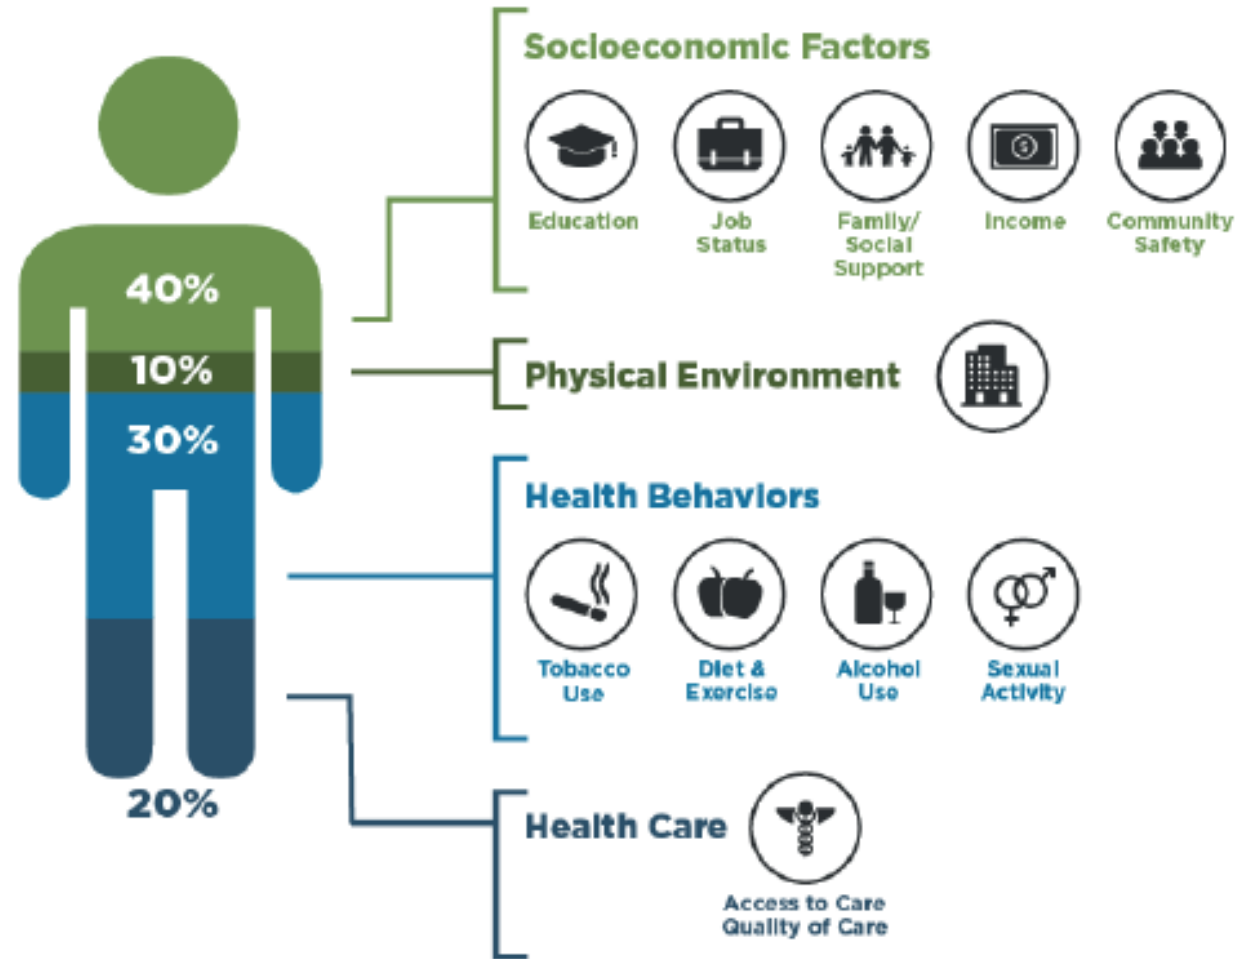 Socioeconomic Factors
Education
Job
Status
Family/
Social
Support
Income
Community
Safety
40%
10%
Physical Environment
30%
Health Behaviors
Tobacco
Use
Diet &
Exercise
Alcohol
Use
Sexual
Activity
20%
Health Care
Access to Care
Quality of Care